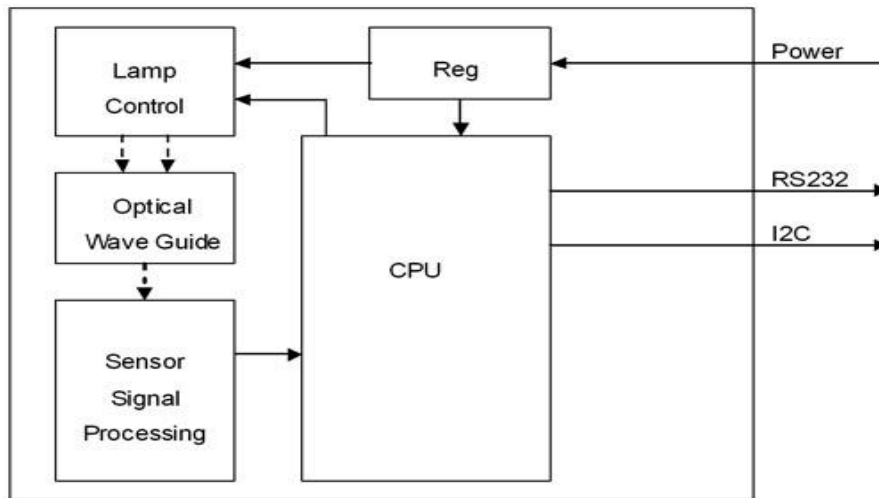 Lamp
Control
Reg
Power
RS232
I2C
Optical
Wave Guide
CPU
Sensor
Signal
Processing